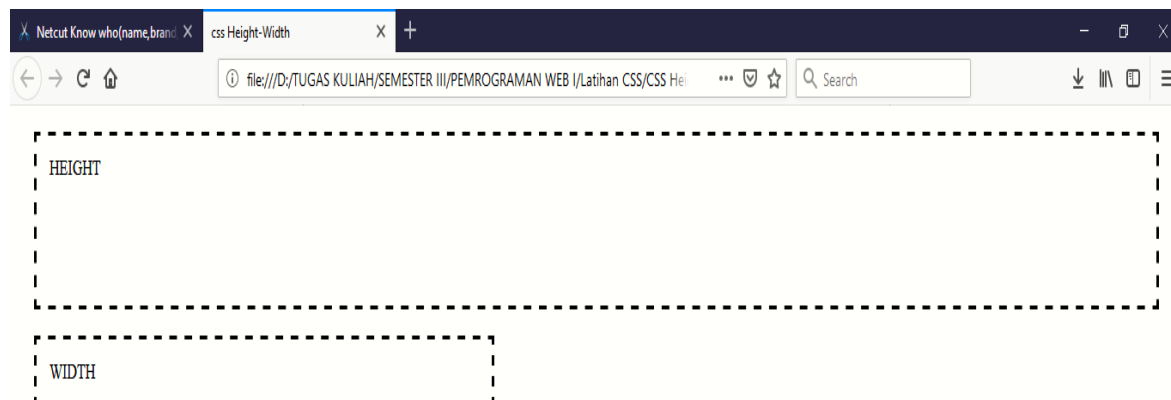 Netcut Know who(name,brand css Height-Width
file:///D:/TUGAS KULIAH/SEMESTER III/PEMROGRAMAN WEB I/Latihan CSS/CSS Hei Search
HEIGHT
WIDTH